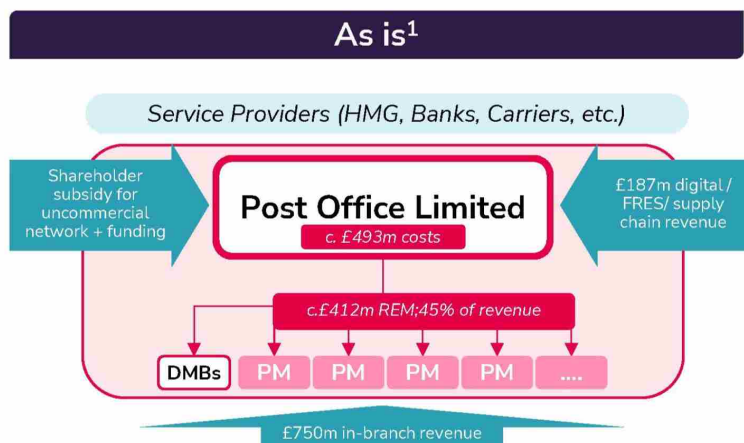 As is¹
Service Providers (HMG, Banks, Carriers, etc.)
Shareholder
subsidy for
uncommercial
network + funding
Post Office Limited
c. £493m costs
£187m digital /
FRES/ supply
chain revenue
c.£412m REM;45% of revenue
DMBs
PM
PM
PM
PM
....
£750m in-branch revenue